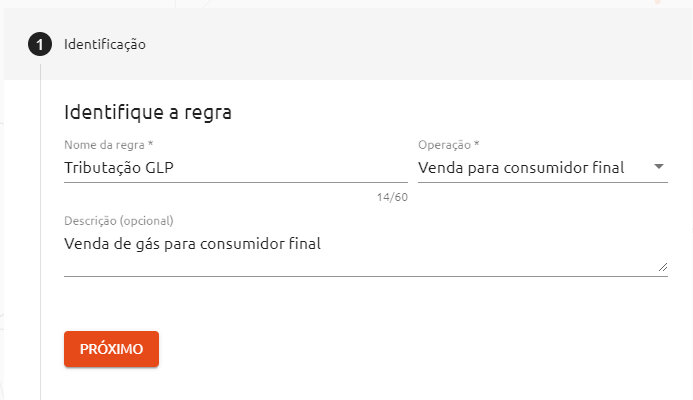 1 Identificação
Identifique a regra
Nome da regra * Operação *
Tributação GLP Venda para consumidor final
14/60
Descrição (opcional)
Venda de gás para consumidor final
PRÓXIMO